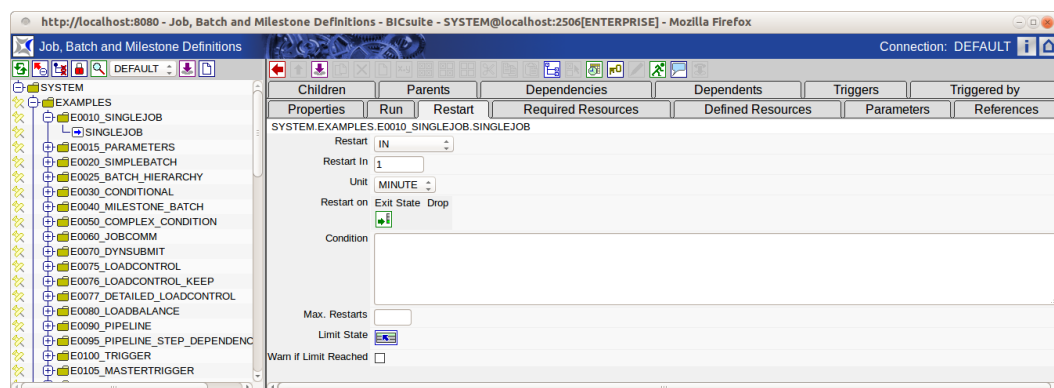 http://localhost:8080 - Job, Batch and Milestone Definitions - BICsuite - SYSTEM@localhost:2506[ENTERPRISE] - Mozilla Firefox
Job, Batch and Milestone Definitions
Connection: DEFAULT
DEFAULT
SYSTEM
EXAMPLES
E0010_SINGLEJOB
SINGLEJOB
E0015_PARAMETERS
E0020_SIMPLEBATCH
E0025_BATCH_HIERARCHY
E0030_CONDITIONAL
E0040_MILESTONE_BATCH
E0050_COMPLEX_CONDITION
E0060_JOBCOMM
E0070_DYNSUBMIT
E0075_LOADCONTROL
E0076_LOADCONTROL_KEEP
E0077_DETAILED_LOADCONTROL
E0080_LOADBALANCE
E0090_PIPELINE
E0095_PIPELINE_STEP_DEPENDENC
E0100_TRIGGER
E0105_MASTERTRIGGER
Children Parents Dependencies Dependents Triggers Triggered by
Properties Run Restart Required Resources Defined Resources Parameters References
SYSTEM.EXAMPLES.E0010_SINGLEJOB.SINGLEJOB
Restart IN
Restart In 1
Unit MINUTE
Restart on Exit State Drop
Condition
Max. Restarts
Limit State
Warn if Limit Reached